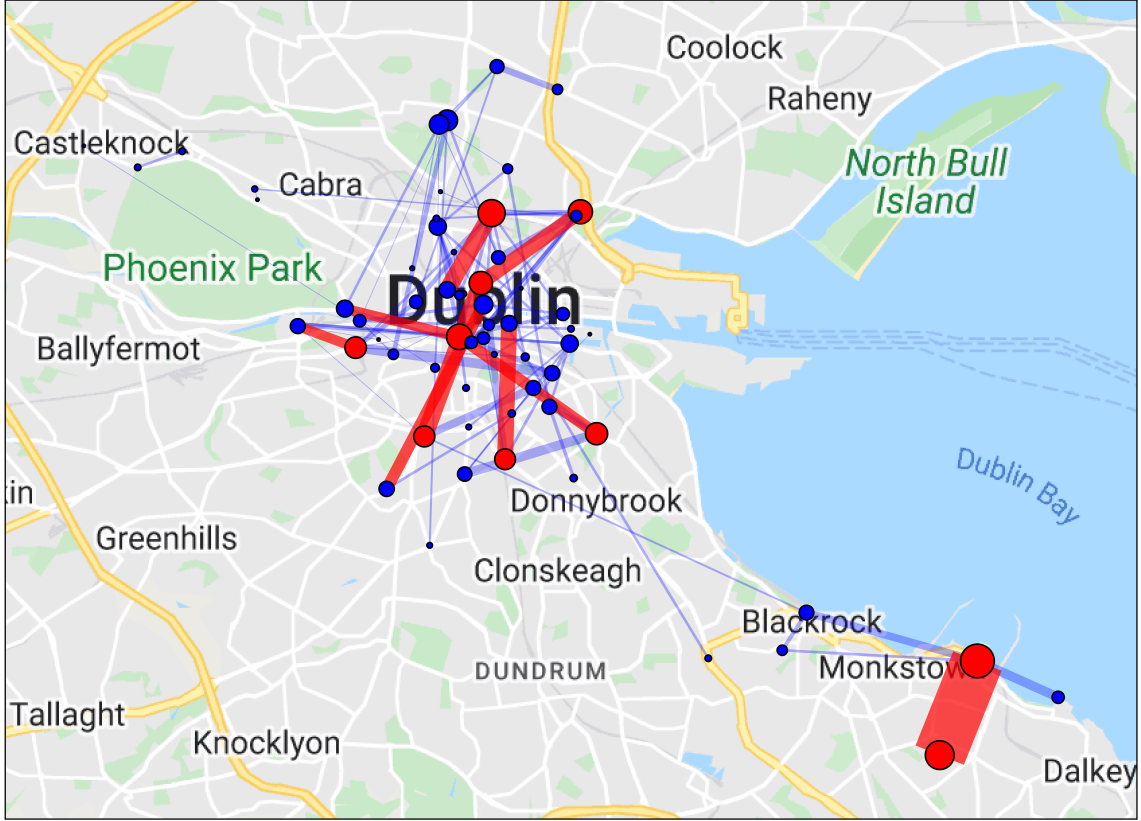 Coolock
Raheny
Castleknock
North Bull
Island
Cabra
Phoenix Park
Dublin
Ballyfermot
Dublin Bay
in
Donnybrook
Greenhills
Clonskeagh
Blackrock
DUNDRUM
Monkstow
Tallaght
Knocklyon
Dalkey